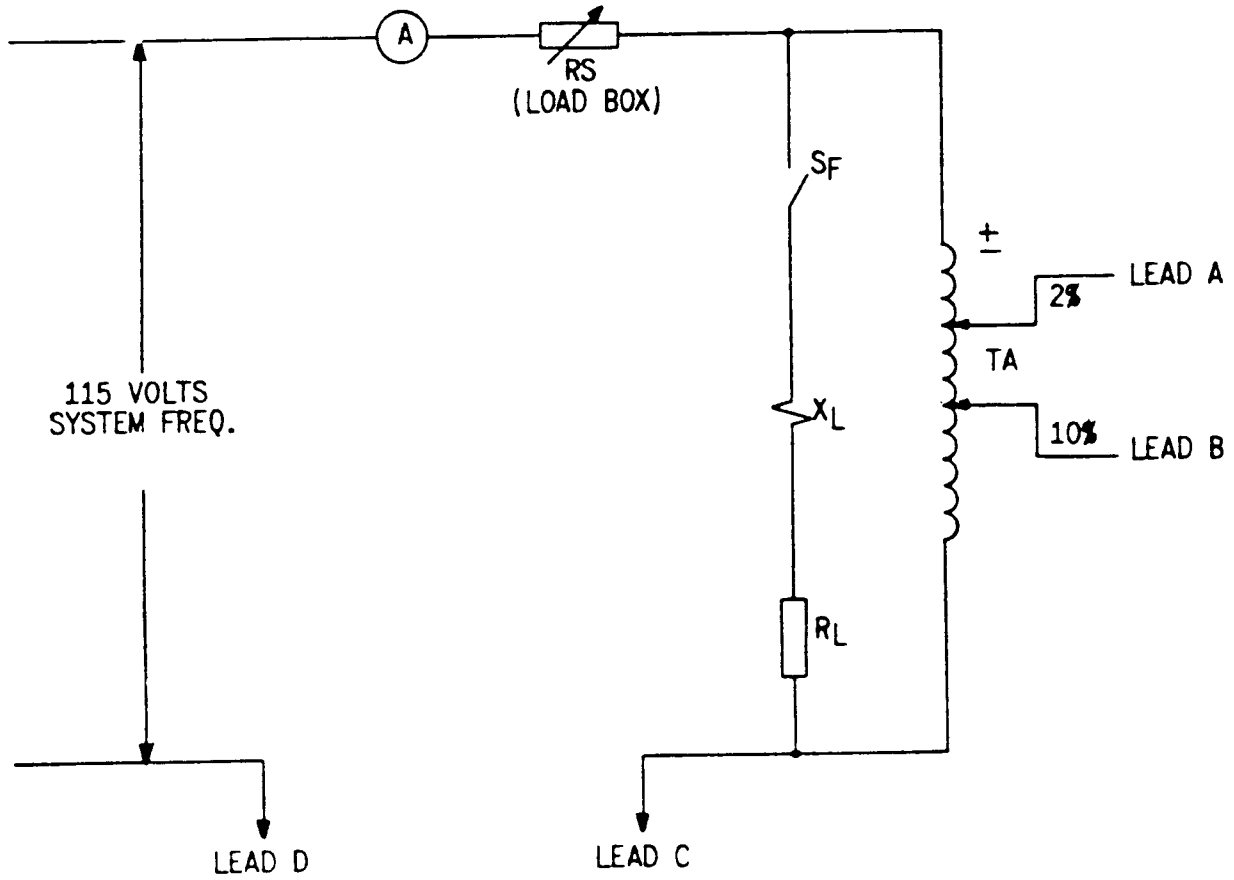 A
RS
(LOAD BOX)
SF
±
LEAD A
2%
TA
115 VOLTS
SYSTEM FREQ.
XL
10%
LEAD B
RL
LEAD D
LEAD C